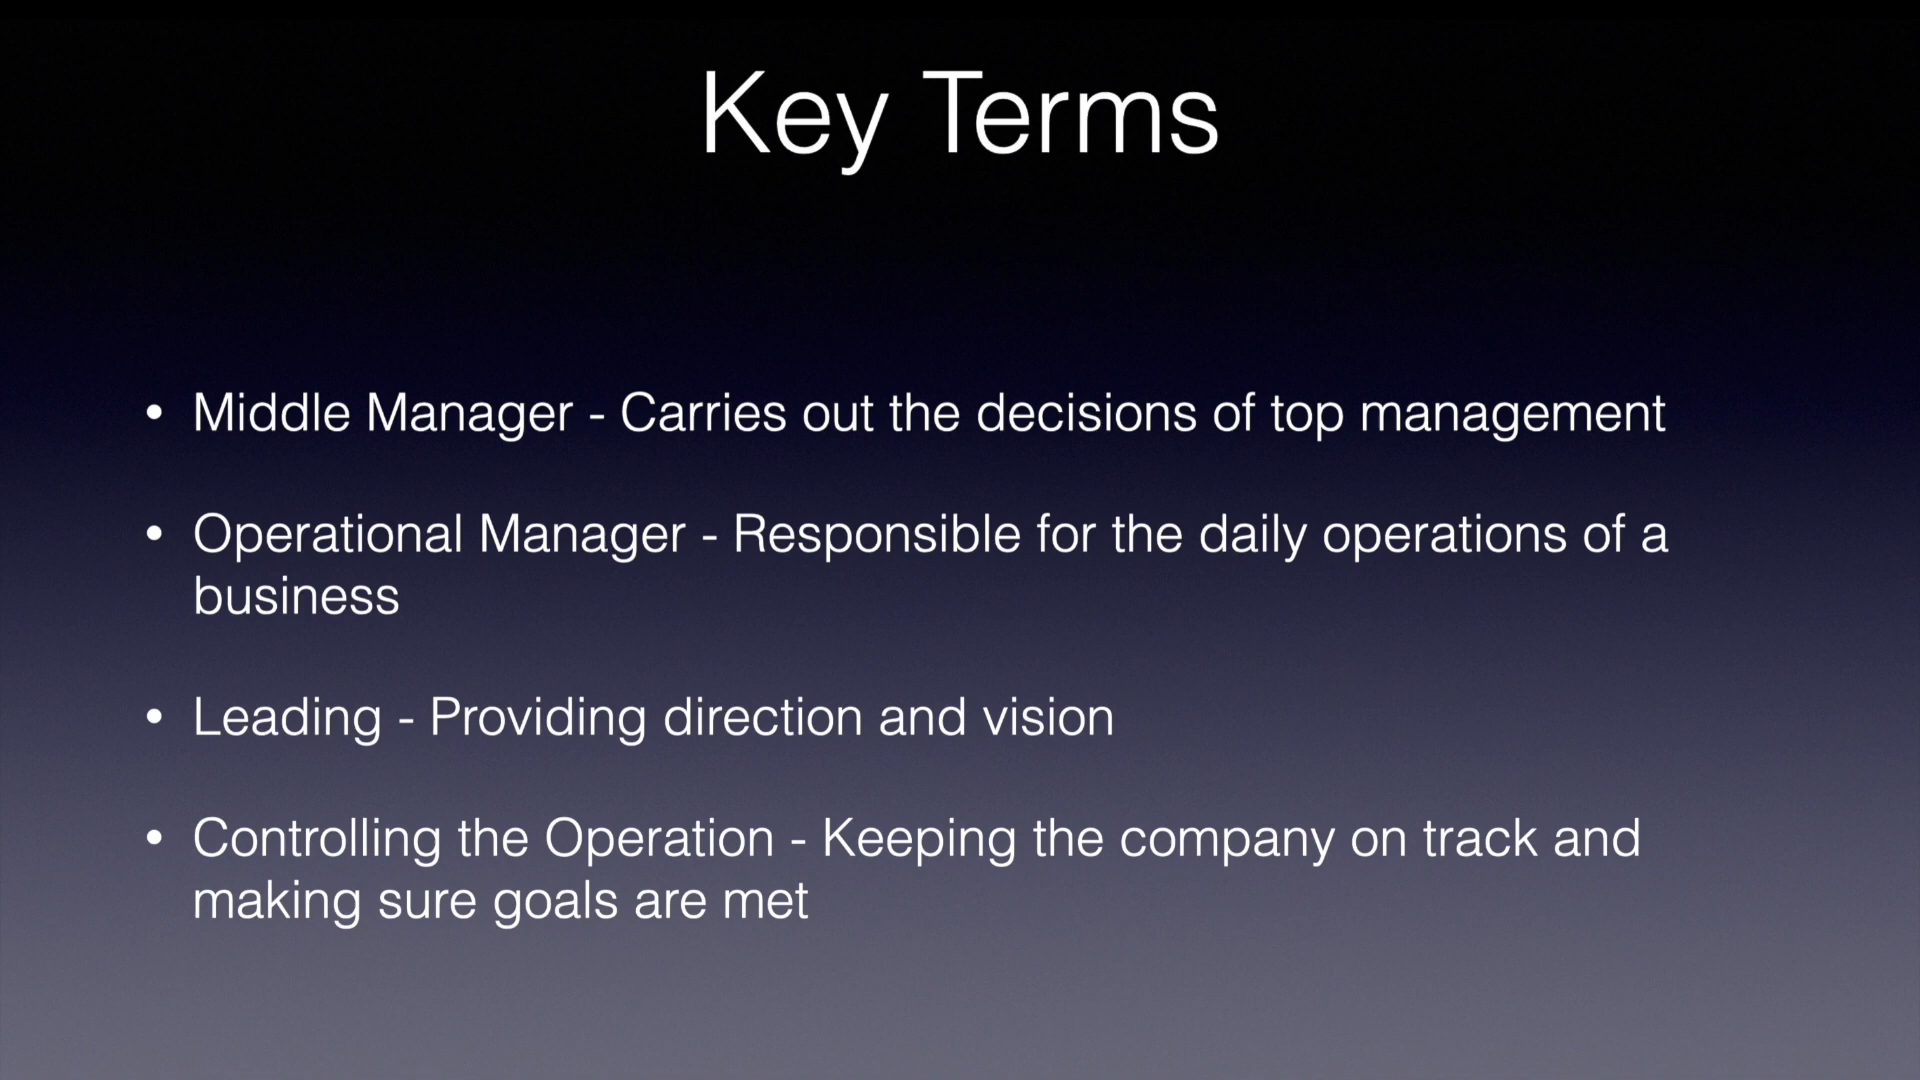 Key Terms
• Middle Manager - Carries out the decisions of top management
• Operational Manager - Responsible for the daily operations of a
business
• Leading - Providing direction and vision
• Controlling the Operation - Keeping the company on track and
making sure goals are met